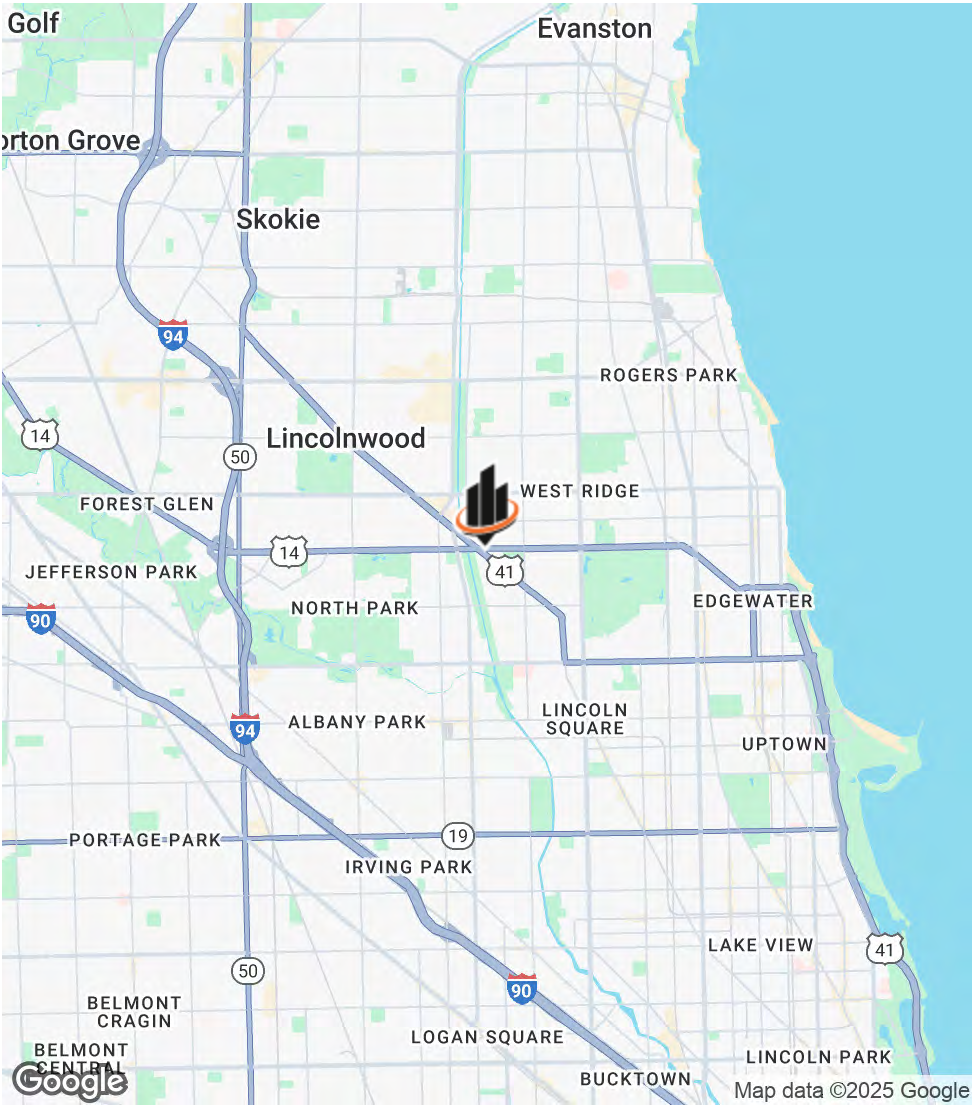 Golf
Evanston
orton Grove
Skokie
94
ROGERS PARK
14
Lincolnwood
50
WEST RIDGE
FOREST GLEN
14
41
JEFFERSON PARK
NORTH PARK
EDGEWATER
90
LINCOLN
SQUARE
ALBANY PARK
94
UPTOWN
19
PORTAGE PARK
IRVING PARK
LAKE VIEW
41
50
90
BELMONT
CRAGIN
LOGAN SQUARE
BELMONT
CENTRAL
LINCOLN PARK
BUCKTOWN
Google
Map data ©2025 Google